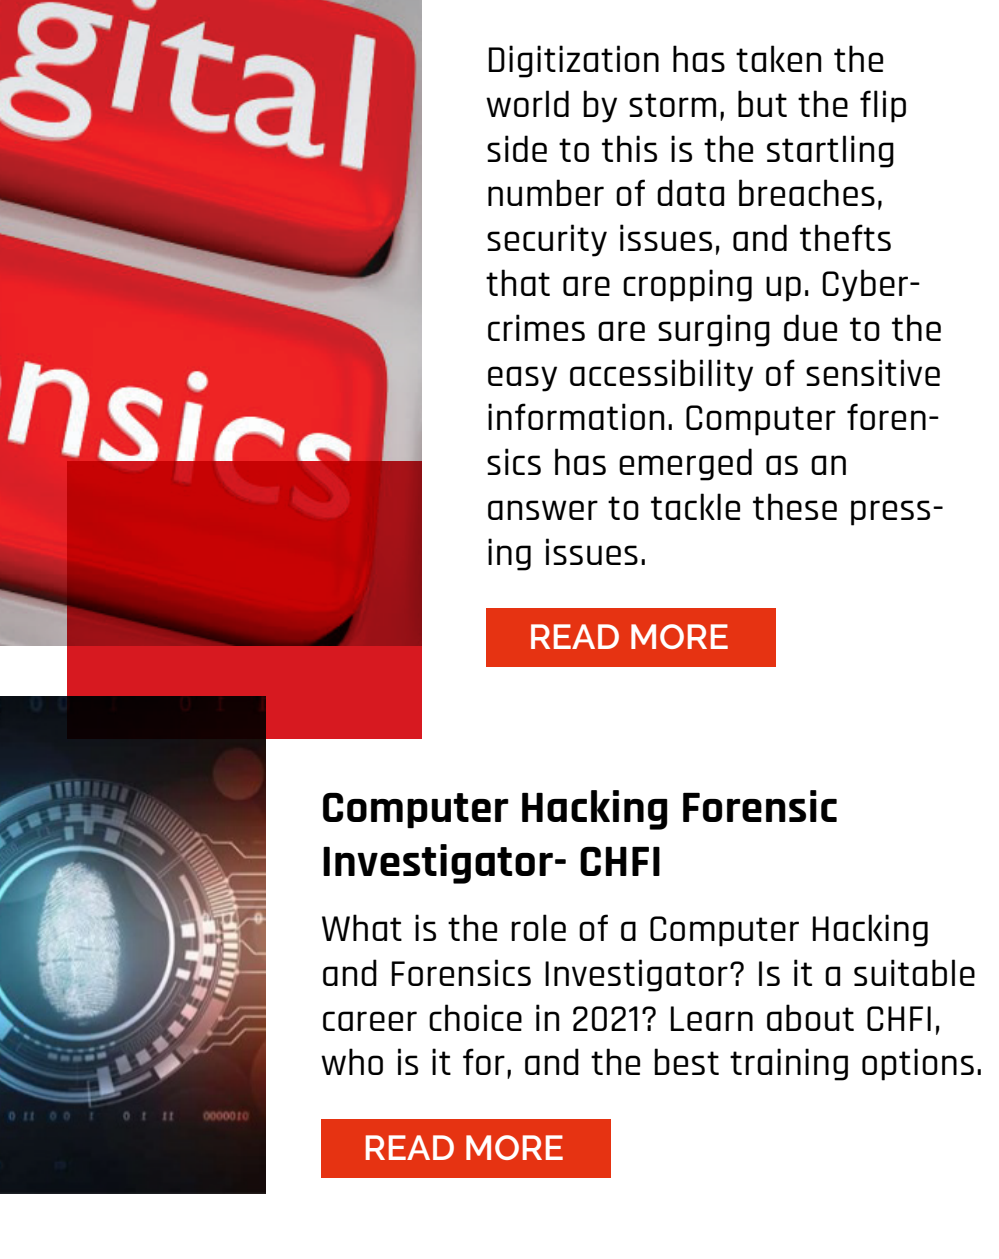 gital
nsics
Digitization has taken the
world by storm, but the flip
side to this is the startling
number of data breaches,
security issues, and thefts
that are cropping up. Cyber-
crimes are surging due to the
easy accessibility of sensitive
information. Computer foren-
sics has emerged as an
answer to tackle these press-
ing issues.
READ MORE
Computer Hacking Forensic
Investigator- CHFI
What is the role of a Computer Hacking
and Forensics Investigator? Is it a suitable
career choice in 2021? Learn about CHFI,
who is it for, and the best training options.
READ MORE